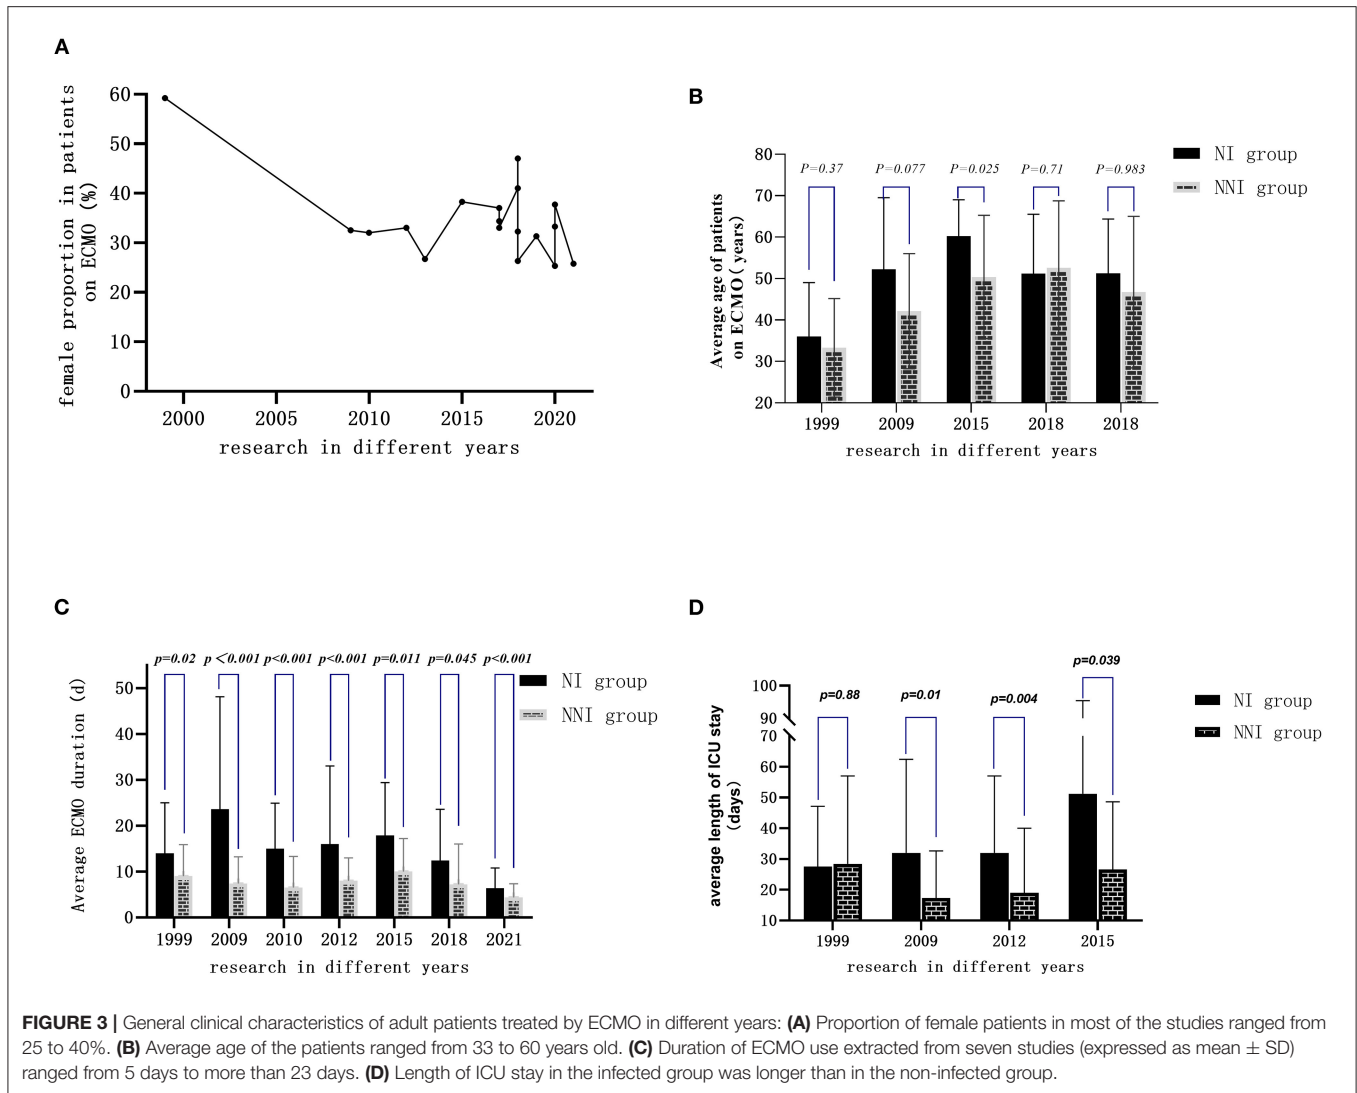 A
female proportion in patients
on ECMO (%)
60
50
40
30
20
10
0
2000 2005 2010 2015 2020
research in different years
B
Average age of patients
on ECMO( years)
80
70
60
50
40
30
20
P=0.37 P=0.077 P=0.025 P=0.71 P=0.983
NI group
NNI group
1999 2009 2015 2018 2018
research in different years
C
Average ECMO duration (d)
50
40
30
20
10
0
p=0.02 p<0.001 p<0.001 p<0.001 p=0.011 p=0.045 p<0.001
NI group
NNI group
1999 2009 2010 2012 2015 2018 2021
research in different years
D
average length of ICU stay
(days)
100
90
70
60
50
40
30
20
10
p=0.88 p=0.01 p=0.004 p=0.039
NI group
NNI group
1999 2009 2012 2015
research in different years
FIGURE 3 | General clinical characteristics of adult patients treated by ECMO in different years: (A) Proportion of female patients in most of the studies ranged from
25 to 40%. (B) Average age of the patients ranged from 33 to 60 years old. (C) Duration of ECMO use extracted from seven studies (expressed as mean ± SD)
ranged from 5 days to more than 23 days. (D) Length of ICU stay in the infected group was longer than in the non-infected group.